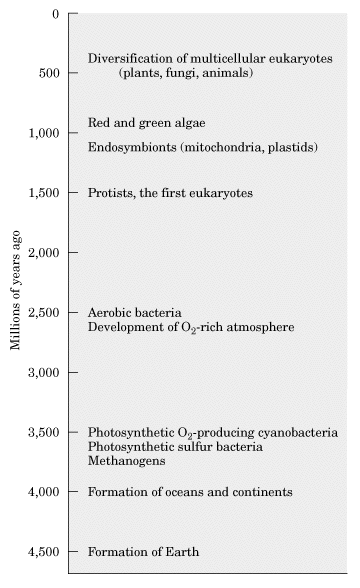 0
Diversification of multicellular eukaryotes
500
(plants, fungi, animals)
Red and green algae
1,000
Endosymbionts (mitochondria, plastids)
1,500
Protists, the first eukaryotes
2,000
Millions of years ago
2,500
Aerobic bacteria
Development of O₂-rich atmosphere
3,000
3,500
Photosynthetic O₂-producing cyanobacteria
Photosynthetic sulfur bacteria
Methanogens
4,000
Formation of oceans and continents
4,500
Formation of Earth